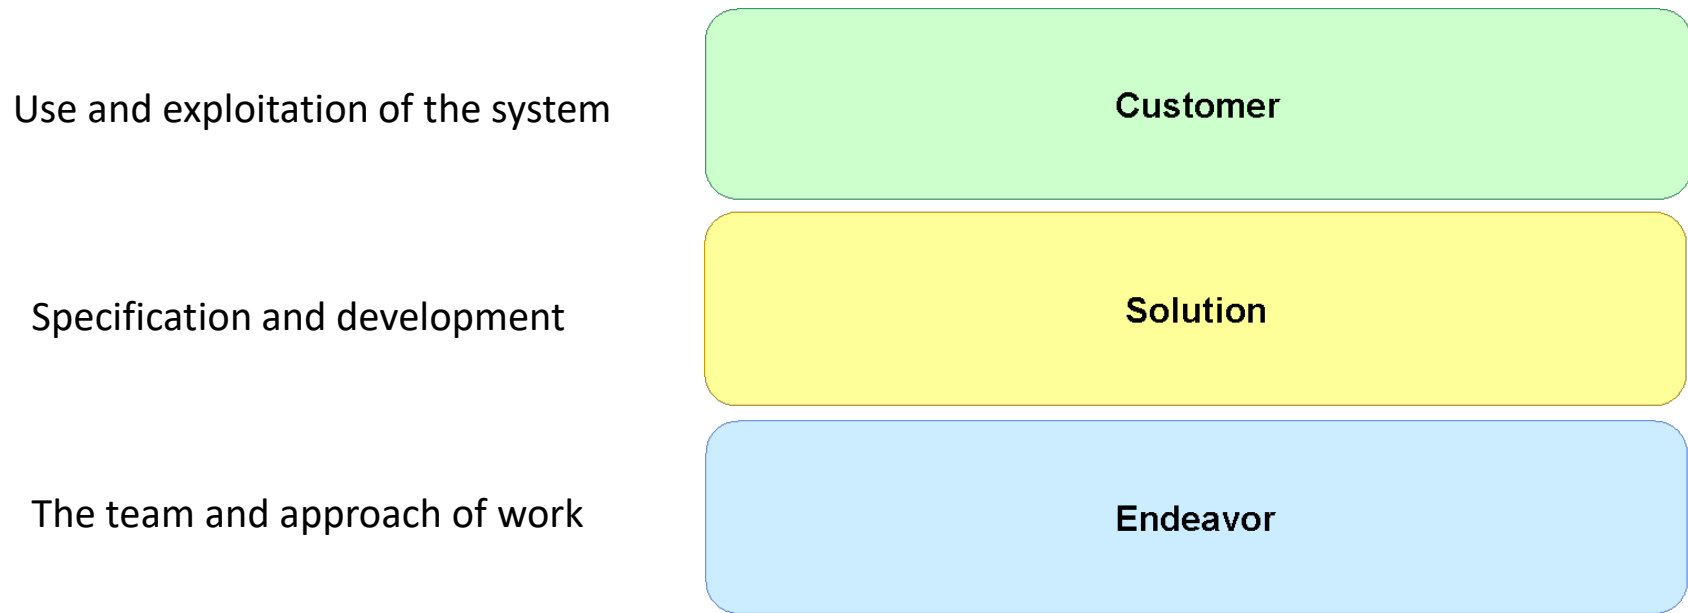 Use and exploitation of the system
Customer
Specification and development
Solution
The team and approach of work
Endeavor